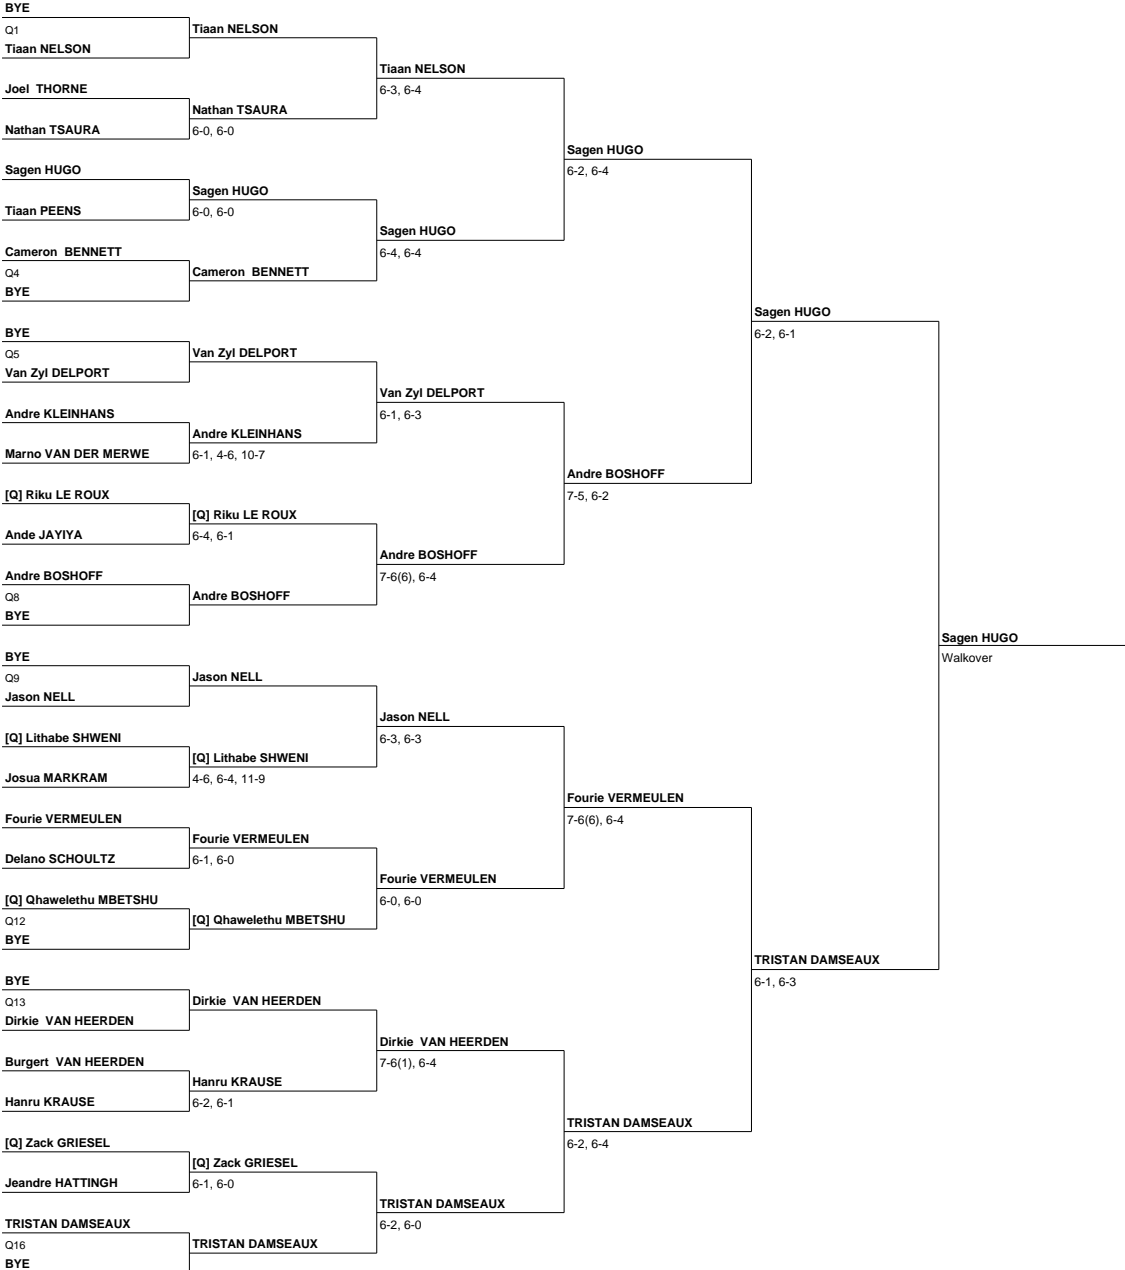 BYE
Q1
Tiaan NELSON
Joel THORNE
Nathan TSAURA
Sagen HUGO
Tiaan PEENS
Cameron BENNETT
Q4
BYE
BYE
Q5
Van Zyl DELPORT
Andre KLEINHANS
Marno VAN DER MERWE
[Q] Riku LE ROUX
Ande JAYIYA
Andre BOSHOFF
Q8
BYE
BYE
Q9
Jason NELL
[Q] Lithabe SHWENI
Josua MARKRAM
Fourie VERMEULEN
Delano SCHOULTZ
[Q] Qhawelethu MBETSHU
Q12
BYE
BYE
Q13
Dirkie VAN HEERDEN
Burgert VAN HEERDEN
Hanru KRAUSE
[Q] Zack GRIESEL
Jeandre HATTINGH
TRISTAN DAMSEAUX
Q16
BYE
Tiaan NELSON
Nathan TSAURA
6-0, 6-0
Sagen HUGO
6-0, 6-0
Cameron BENNETT
Van Zyl DELPORT
Andre KLEINHANS
6-1, 4-6, 10-7
[Q] Riku LE ROUX
6-4, 6-1
Andre BOSHOFF
Jason NELL
[Q] Lithabe SHWENI
4-6, 6-4, 11-9
Fourie VERMEULEN
6-1, 6-0
[Q] Qhawelethu MBETSHU
Dirkie VAN HEERDEN
Hanru KRAUSE
6-2, 6-1
[Q] Zack GRIESEL
6-1, 6-0
TRISTAN DAMSEAUX
Tiaan NELSON
6-3, 6-4
Sagen HUGO
6-4, 6-4
Van Zyl DELPORT
6-1, 6-3
Andre BOSHOFF
7-6(6), 6-4
Jason NELL
6-3, 6-3
Fourie VERMEULEN
6-0, 6-0
Dirkie VAN HEERDEN
7-6(1), 6-4
TRISTAN DAMSEAUX
6-2, 6-0
Sagen HUGO
6-2, 6-4
Andre BOSHOFF
7-5, 6-2
Fourie VERMEULEN
7-6(6), 6-4
TRISTAN DAMSEAUX
6-2, 6-4
Sagen HUGO
6-2, 6-1
TRISTAN DAMSEAUX
6-1, 6-3
Sagen HUGO
Walkover